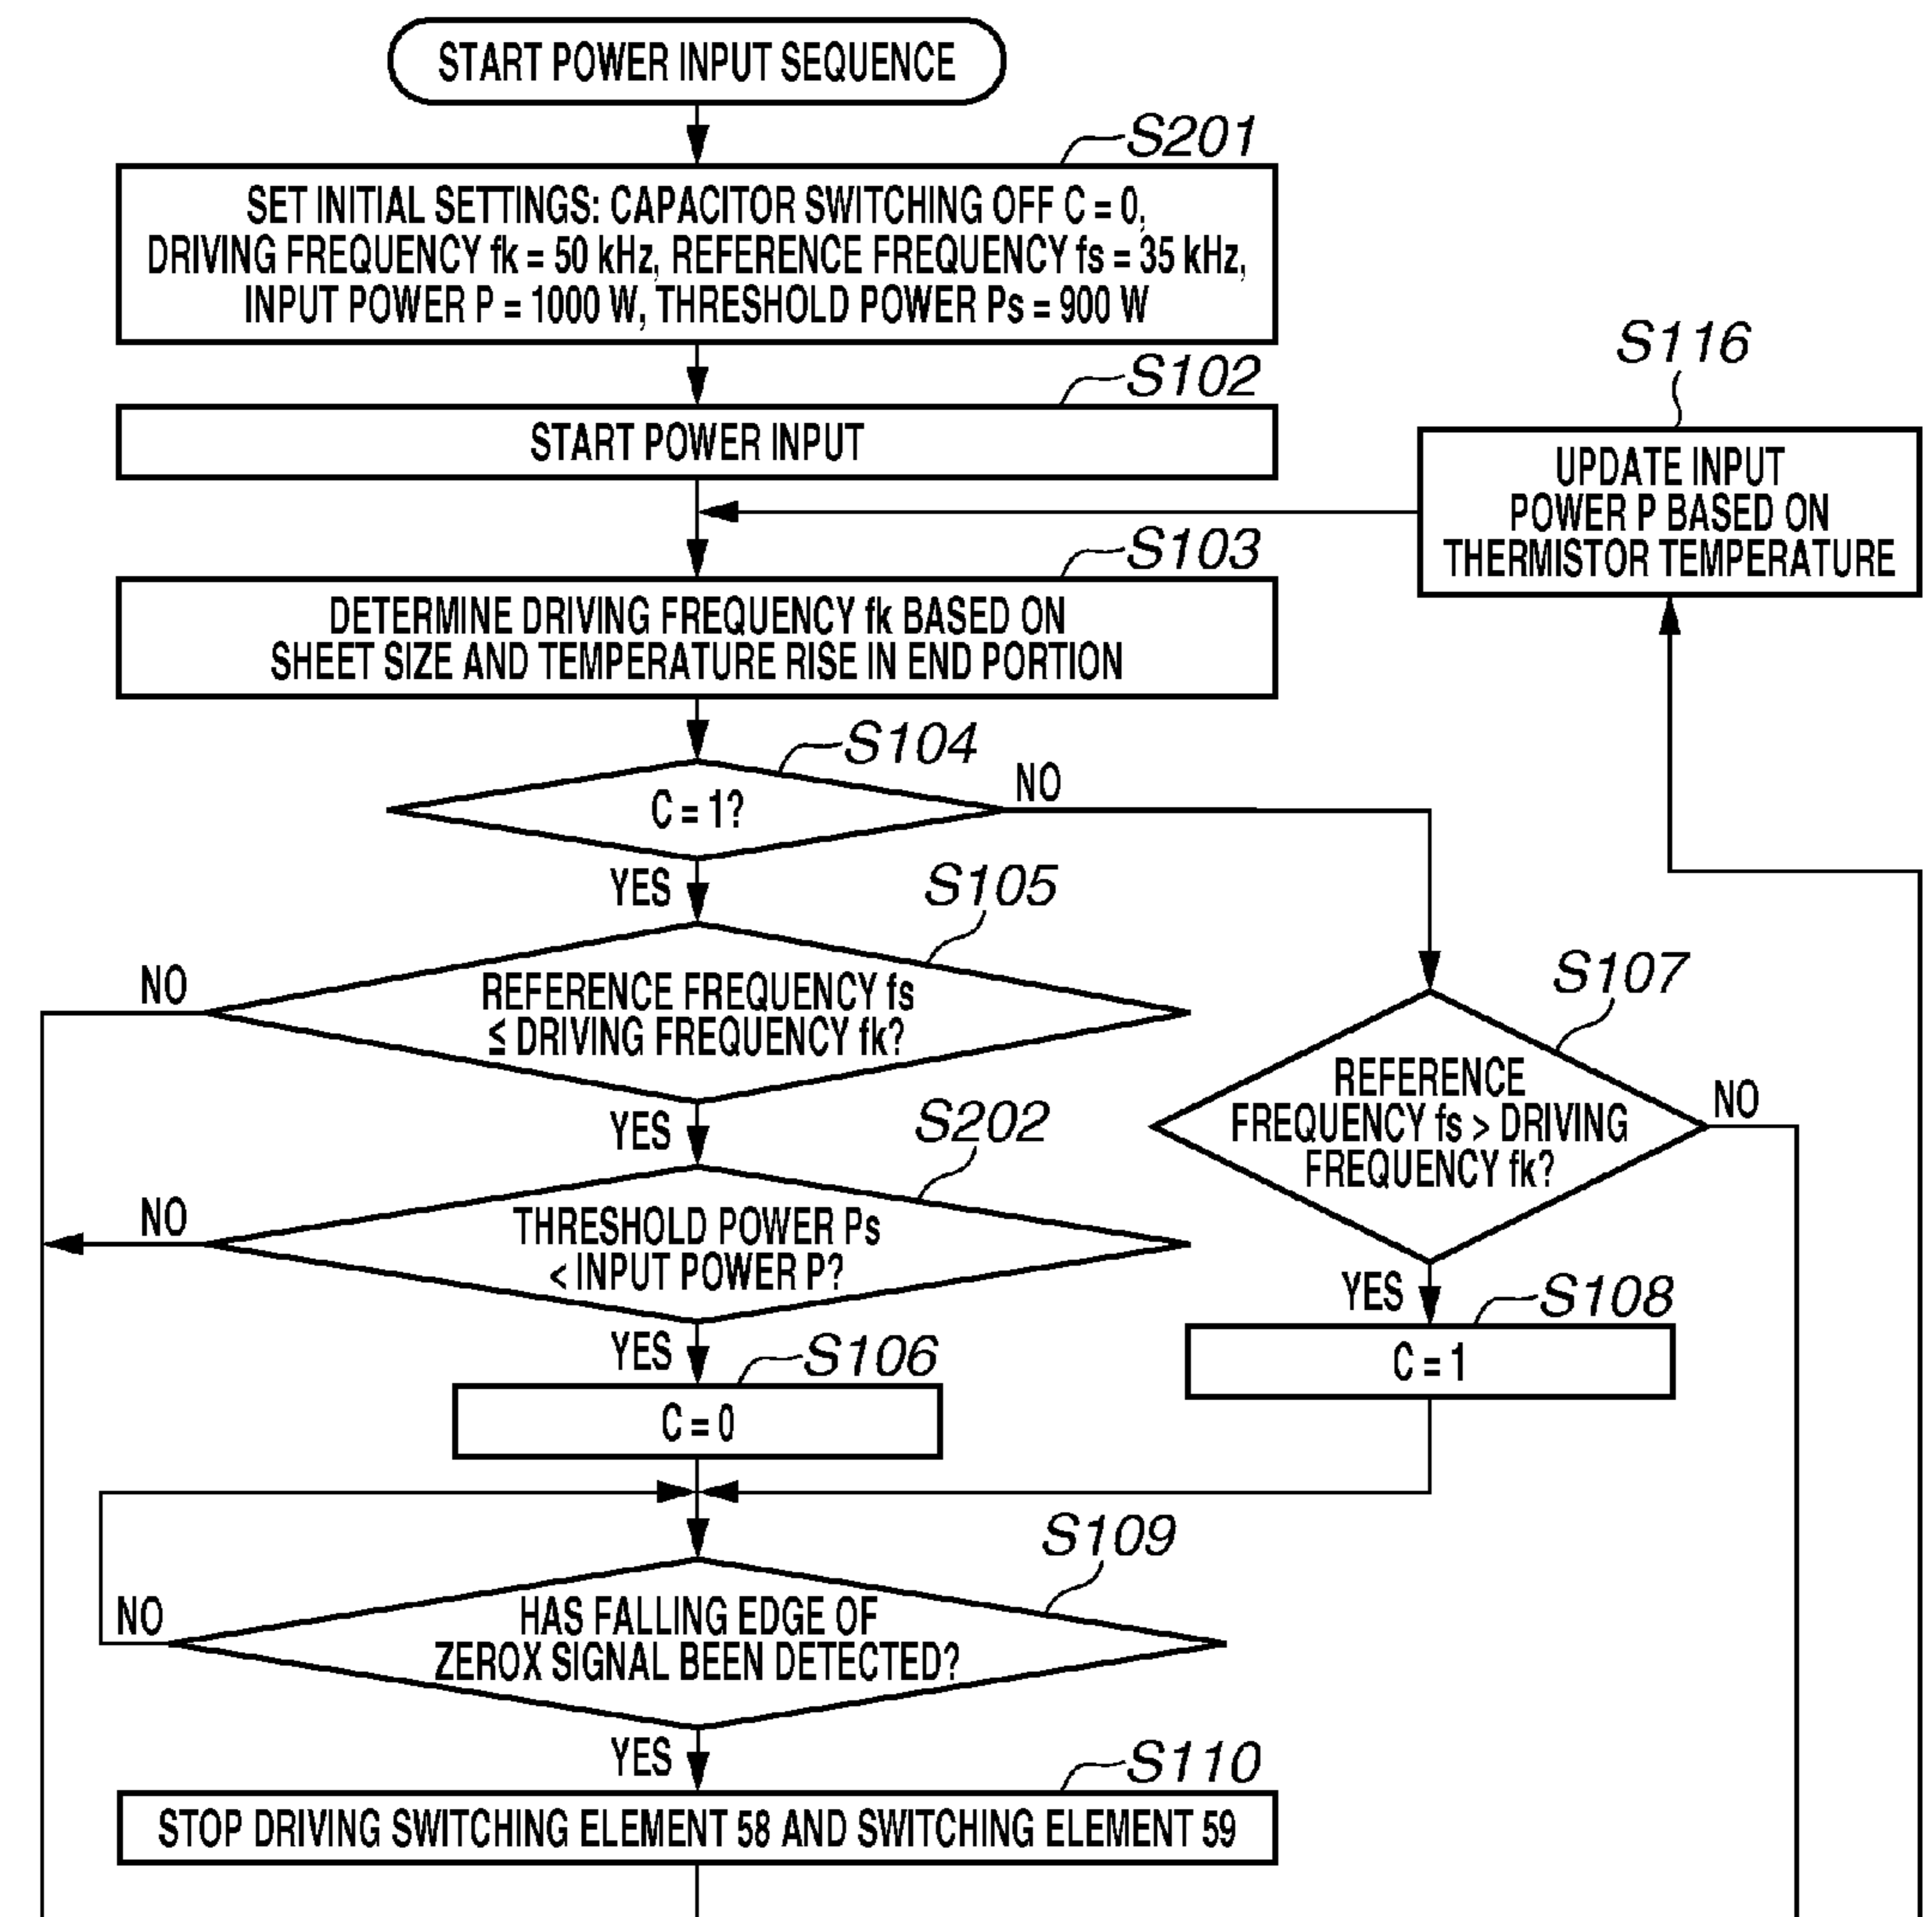 START POWER INPUT SEQUENCE
S201
SET INITIAL SETTINGS: CAPACITOR SWITCHING OFF C = 0,
DRIVING FREQUENCY fk = 50 kHz, REFERENCE FREQUENCY fs = 35 kHz,
INPUT POWER P = 1000 W, THRESHOLD POWER Ps = 900 W
S102
START POWER INPUT
S116
UPDATE INPUT
POWER P BASED ON
THERMISTOR TEMPERATURE
S103
DETERMINE DRIVING FREQUENCY fk BASED ON
SHEET SIZE AND TEMPERATURE RISE IN END PORTION
S104
C = 1?
NO
YES
S105
REFERENCE FREQUENCY fs
≤ DRIVING FREQUENCY fk?
NO
YES
S107
REFERENCE
FREQUENCY fs > DRIVING
FREQUENCY fk?
NO
YES
S202
THRESHOLD POWER Ps
< INPUT POWER P?
NO
YES
S108
C = 1
S106
C = 0
S109
HAS FALLING EDGE OF
ZEROX SIGNAL BEEN DETECTED?
NO
YES
S110
STOP DRIVING SWITCHING ELEMENT 58 AND SWITCHING ELEMENT 59